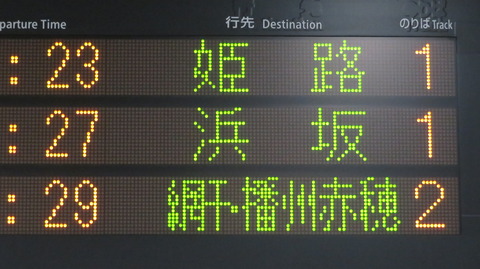 parture Time 行先 Destination のりば Track
:23 姫路 1
:27 浜坂 1
:29 網干・播州赤穂 2